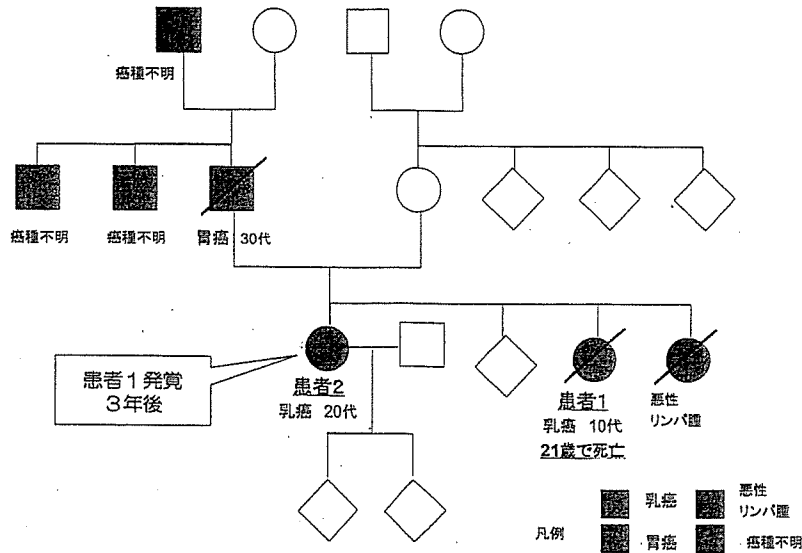 癌種不明
癌種不明
癌種不明
胃癌 30代
患者1発覚
3年後
患者2
乳癌 20代
患者1
乳癌 10代
21歳で死亡
悪性
リンパ腫
凡例
乳癌
悪性
リンパ腫
胃癌
癌種不明